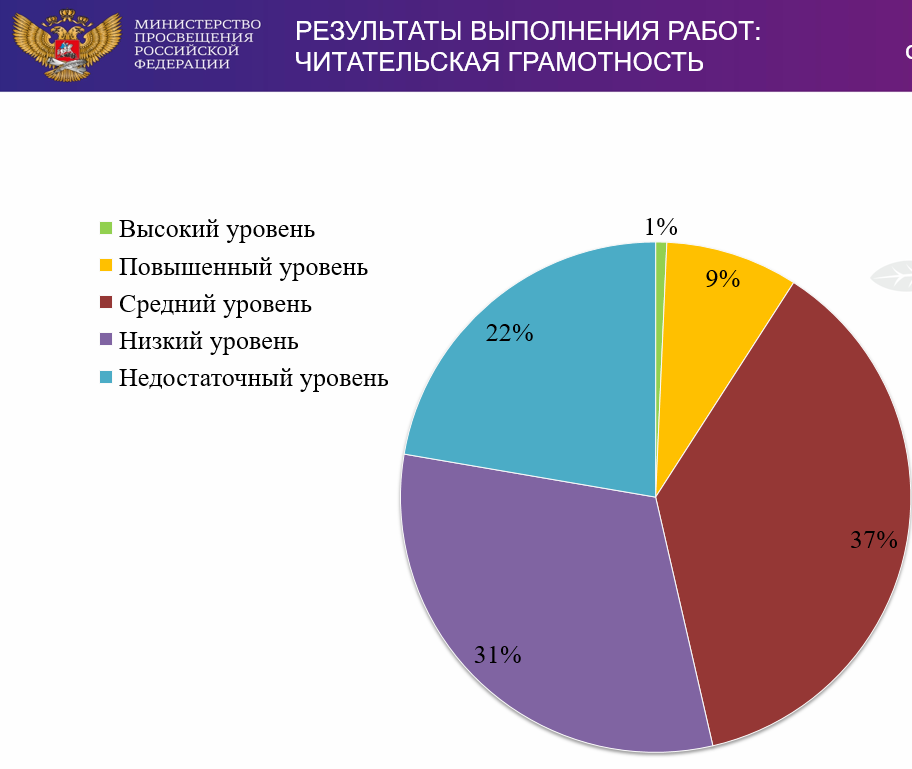 МИНИСТЕРСТВО
ПРОСВЕЩЕНИЯ
РОССИЙСКОЙ
ФЕДЕРАЦИИ
РЕЗУЛЬТАТЫ ВЫПОЛНЕНИЯ РАБОТ:
ЧИТАТЕЛЬСКАЯ ГРАМОТНОСТЬ
Высокий уровень
Повышенный уровень
Средний уровень
Низкий уровень
Недостаточный уровень
1%
9%
22%
37%
31%